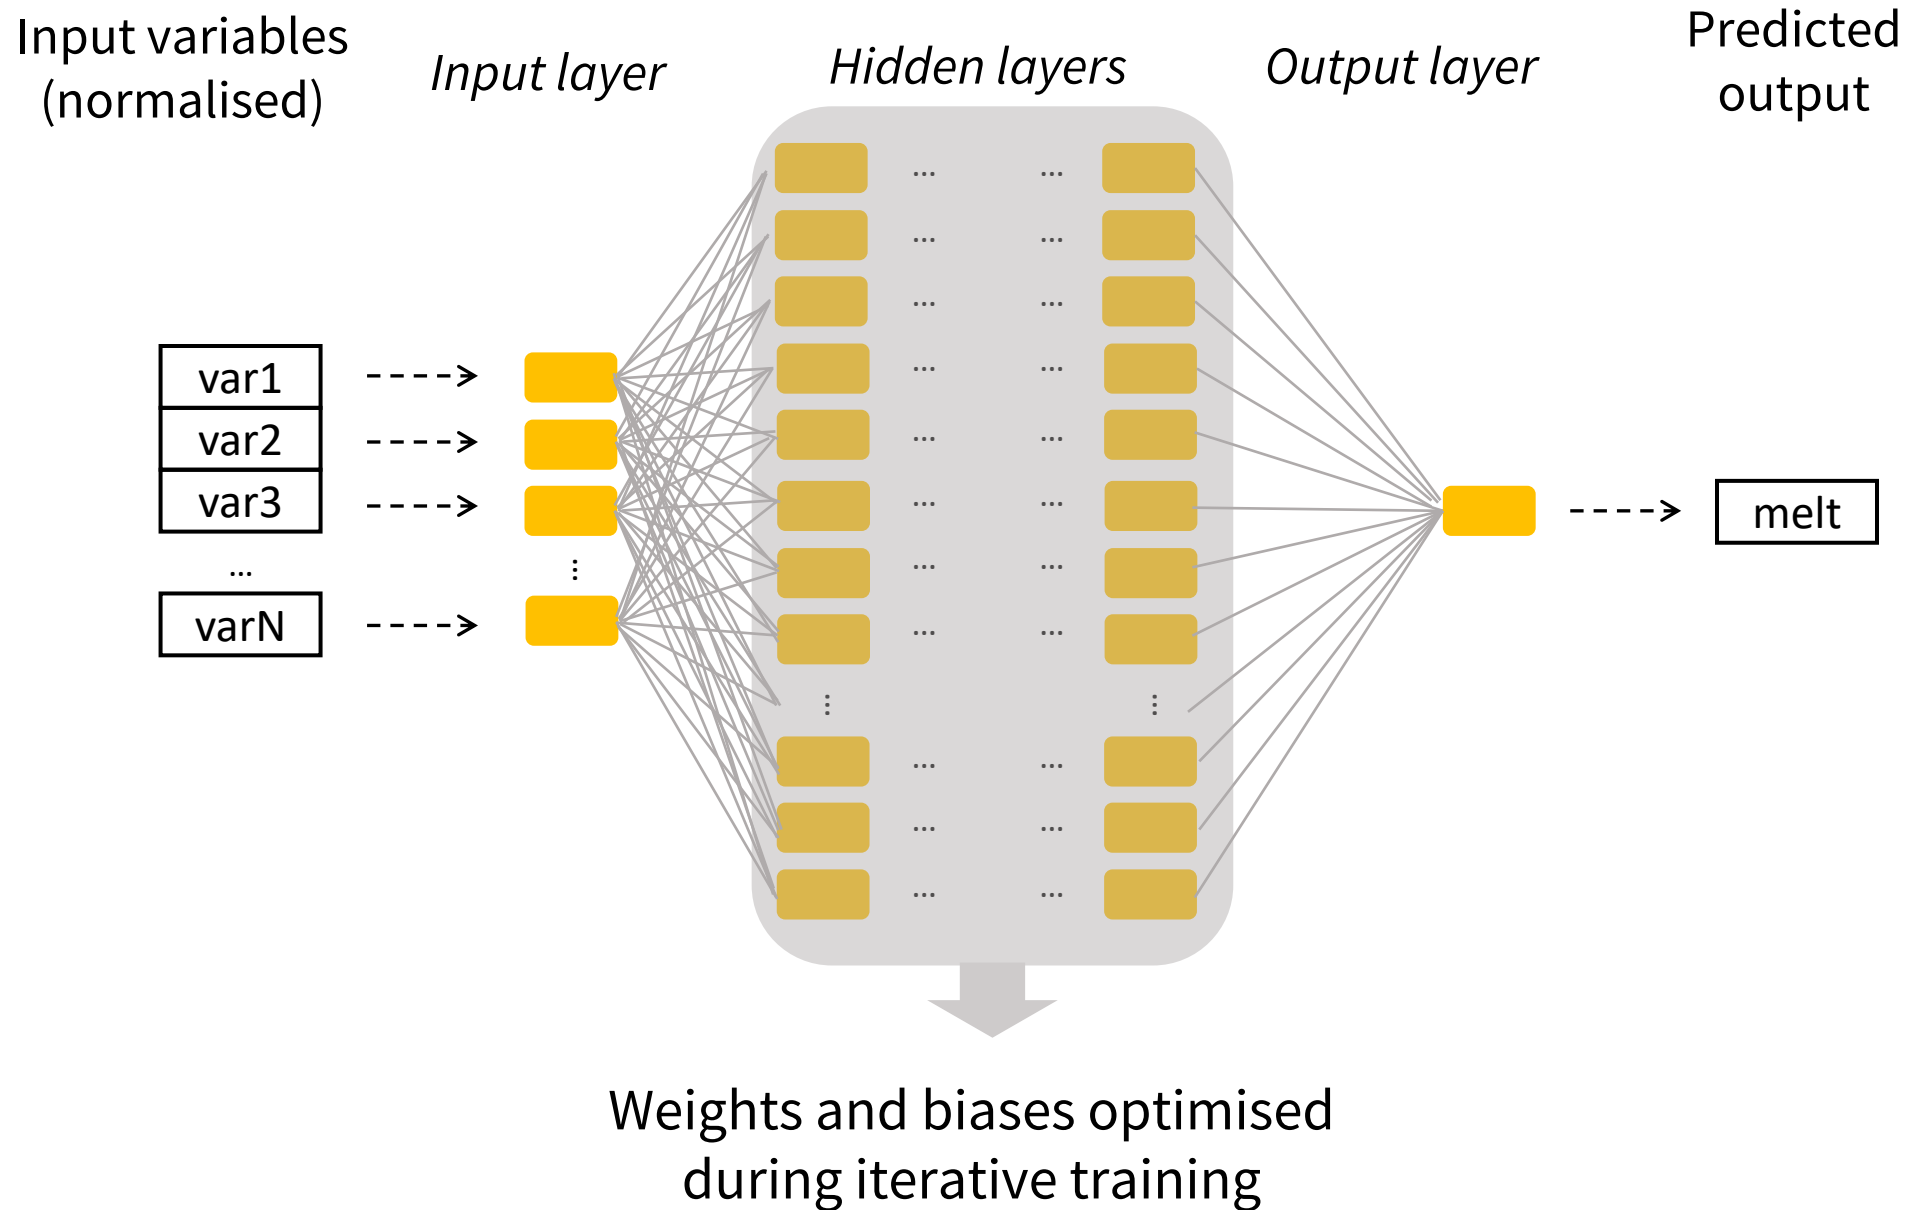 Input variables
(normalised)
Input layer
Hidden layers
Output layer
Predicted
output
var1
var2
var3
...
varN
melt
Weights and biases optimised
during iterative training